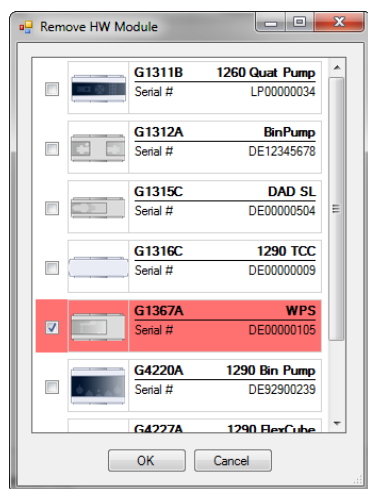 Remove HW Module
G1311B 1260 Quat Pump
Serial # LP00000034
G1312A BinPump
Serial # DE12345678
G1315C DAD SL
Serial # DE00000504
G1316C 1290 TCC
Serial # DE00000009
G1367A WPS
Serial # DE00000105
G4220A 1290 Bin Pump
Serial # DE92900239
G4227A 1290 FlexCube
OK Cancel